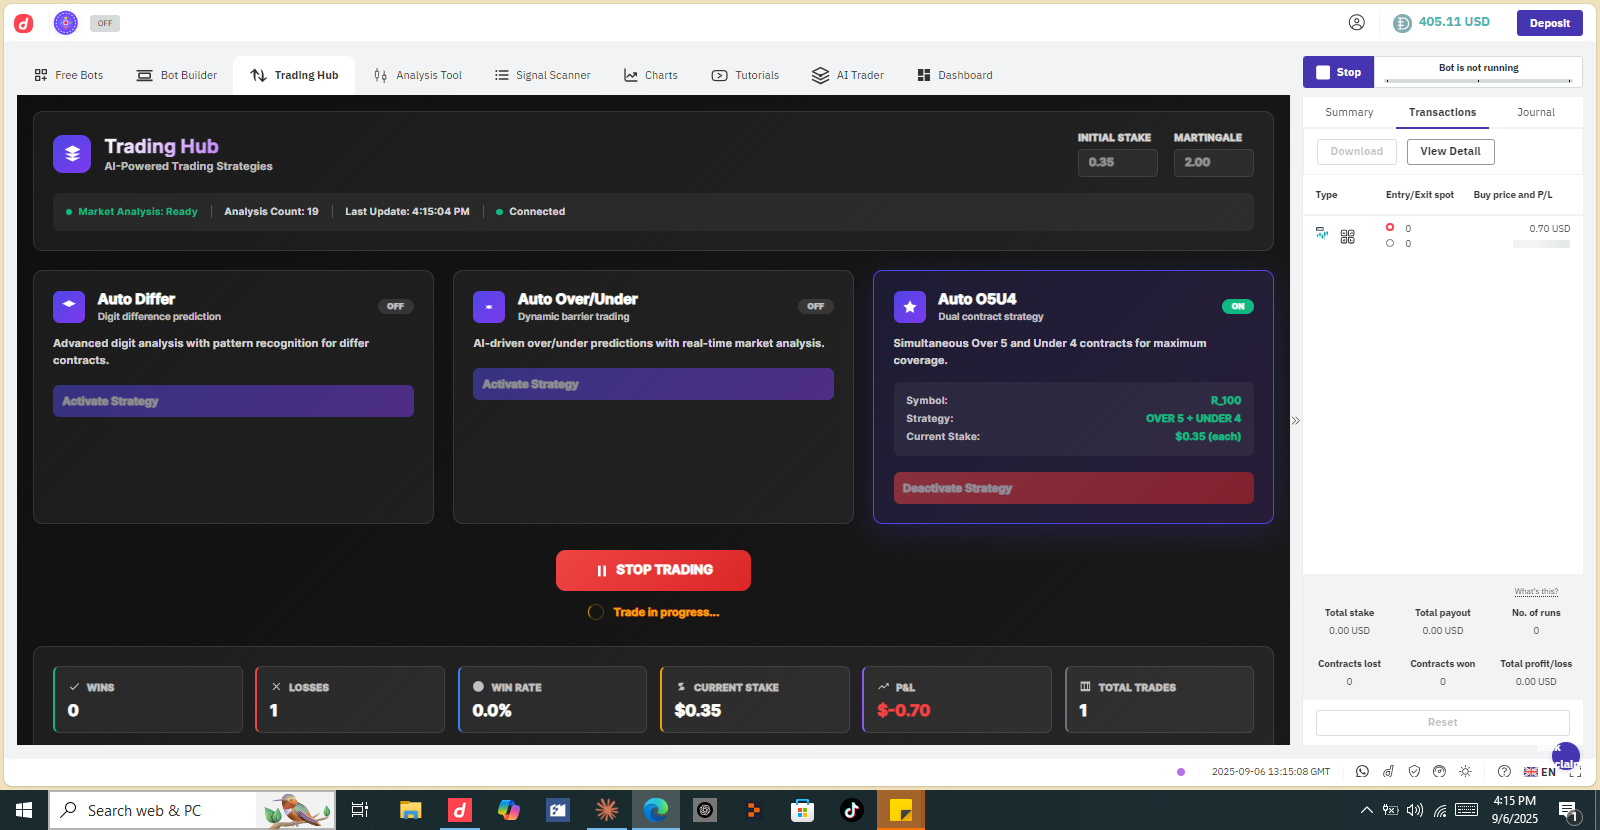 OFF
405.11 USD
Deposit
Free Bots
Bot Builder
Trading Hub
Analysis Tool
Signal Scanner
Charts
Tutorials
AI Trader
Dashboard
Stop
Bot is not running
Trading Hub
AI-Powered Trading Strategies
INITIAL STAKE
MARTINGALE
0.35
2.00
Market Analysis: Ready
Analysis Count: 19
Last Update: 4:15:04 PM
Connected
Auto Differ
Digit difference prediction
OFF
Advanced digit analysis with pattern recognition for differ
contracts.
Activate Strategy
Auto Over/Under
Dynamic barrier trading
OFF
AI-driven over/under predictions with real-time market analysis.
Activate Strategy
Auto O5U4
Dual contract strategy
ON
Simultaneous Over 5 and Under 4 contracts for maximum
coverage.
Symbol:
R_100
Strategy:
OVER 5 + UNDER 4
Current Stake:
$0.35 (each)
Deactivate Strategy
STOP TRADING
Trade in progress...
WINS
0
LOSSES
1
WIN RATE
0.0%
CURRENT STAKE
$0.35
P&L
$-0.70
TOTAL TRADES
1
Summary
Transactions
Journal
Download
View Detail
Type
Entry/Exit spot
Buy price and P/L
0
0
0.70 USD
What's this?
Total stake
Total payout
No. of runs
0.00 USD
0.00 USD
0
Contracts lost
Contracts won
Total profit/loss
0
0
0.00 USD
Reset
2025-09-06 13:15:08 GMT
EN
Search web & PC
4:15 PM
9/6/2025
1